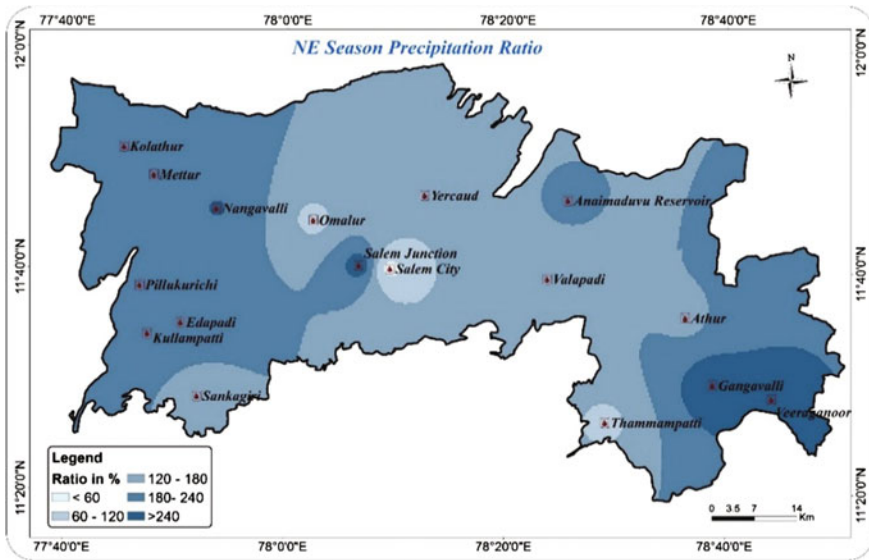 77°40'0"E 78°0'0"E 78°20'0"E 78°40'0"E
12°0'0"N 12°0'0"N
NE Season Precipitation Ratio
N
Kolathur
Mettur
Yercaud
Anaimaduvu Reservoir
Nangavalli
Omalur
Salem Junction
11°40'0"N 11°40'0"N
Salem City
Valapadi
Pillukurichi
Athur
Edapadi
Kullampatti
Gangavalli
Sankagiri
Veeraganoor
Thammampatti
Legend
Ratio in %
120 - 180
< 60
180- 240
60 - 120
>240
11°20'0"N 11°20'0"N
0 3.5 7 14
Km
77°40'0"E 78°0'0"E 78°20'0"E 78°40'0"E